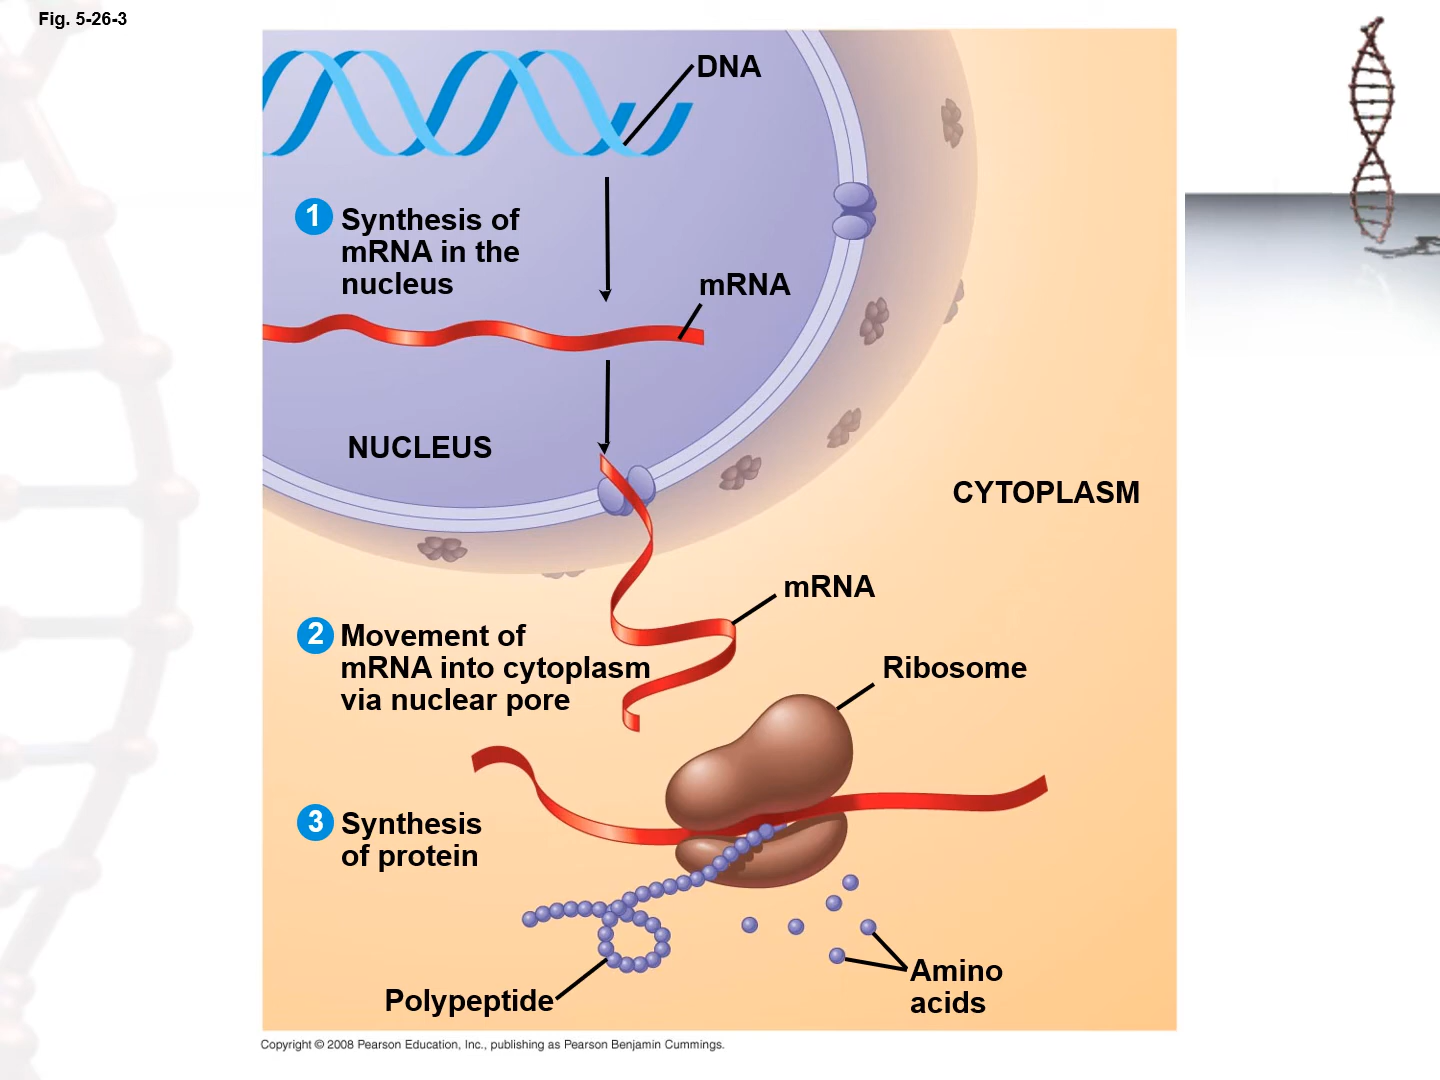 Fig. 5-26-3
DNA
1 Synthesis of
mRNA in the
nucleus
mRNA
NUCLEUS
CYTOPLASM
mRNA
2 Movement of
mRNA into cytoplasm
via nuclear pore
Ribosome
3 Synthesis
of protein
Amino
acids
Polypeptide
Copyright © 2008 Pearson Education, Inc., publishing as Pearson Benjamin Cummings.